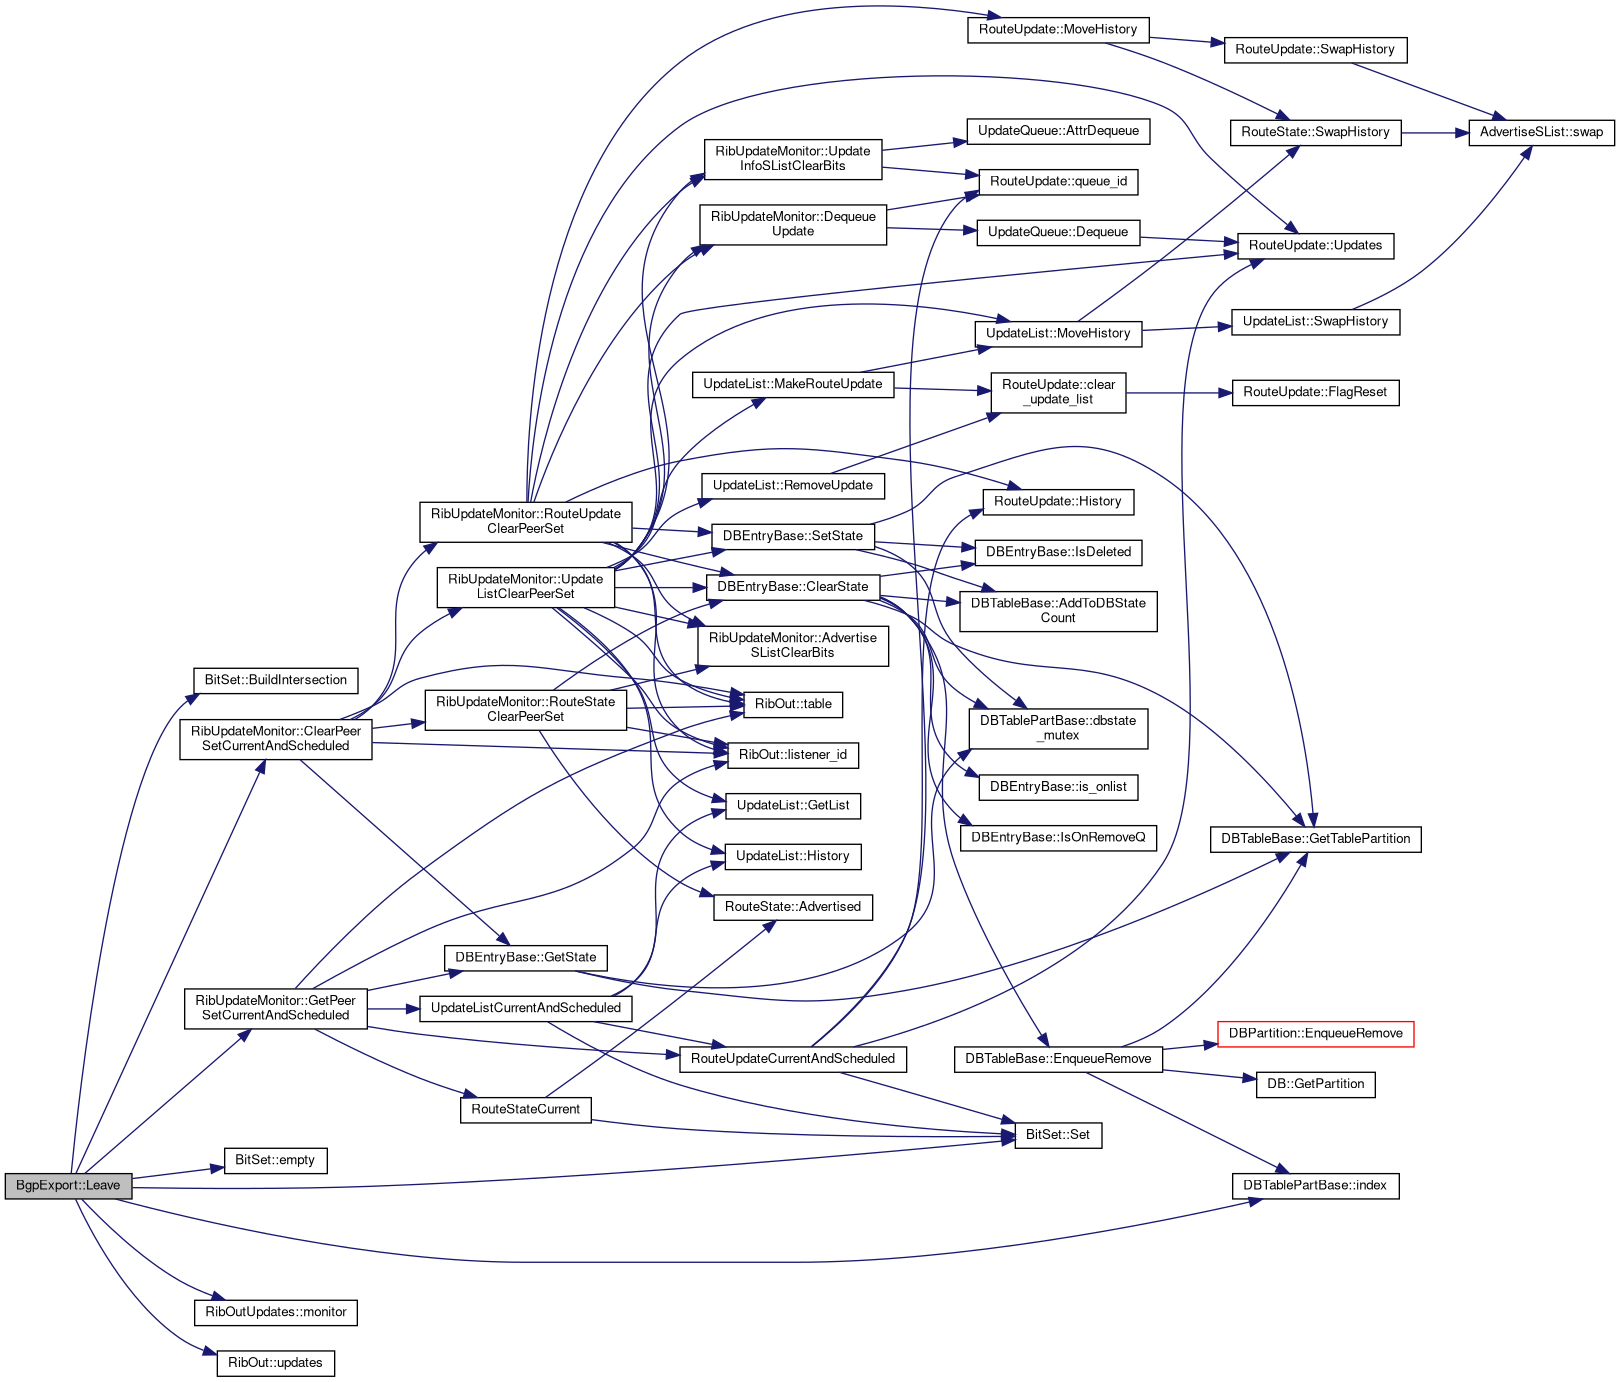 RouteUpdate::MoveHistory
RouteUpdate::SwapHistory
UpdateQueue::AttrDequeue
RouteState::SwapHistory
AdvertiseSList::swap
RibUpdateMonitor::Update
InfoSListClearBits
RouteUpdate::queue_id
RibUpdateMonitor::Dequeue
Update
UpdateQueue::Dequeue
RouteUpdate::Updates
UpdateList::MoveHistory
UpdateList::SwapHistory
UpdateList::MakeRouteUpdate
RouteUpdate::clear
_update_list
RouteUpdate::FlagReset
UpdateList::RemoveUpdate
RouteUpdate::History
RibUpdateMonitor::RouteUpdate
ClearPeerSet
DBEntryBase::SetState
DBEntryBase::IsDeleted
RibUpdateMonitor::Update
ListClearPeerSet
DBEntryBase::ClearState
DBTableBase::AddToDBState
Count
RibUpdateMonitor::Advertise
SListClearBits
BitSet::BuildIntersection
RibUpdateMonitor::RouteState
ClearPeerSet
RibOut::table
DBTablePartBase::dbstate
_mutex
RibUpdateMonitor::ClearPeer
SetCurrentAndScheduled
RibOut::listener_id
DBEntryBase::is_onlist
UpdateList::GetList
DBEntryBase::IsOnRemoveQ
DBTableBase::GetTablePartition
UpdateList::History
RouteState::Advertised
DBEntryBase::GetState
RibUpdateMonitor::GetPeer
SetCurrentAndScheduled
UpdateListCurrentAndScheduled
DBPartition::EnqueueRemove
RouteUpdateCurrentAndScheduled
DBTableBase::EnqueueRemove
DB::GetPartition
RouteStateCurrent
BitSet::Set
BitSet::empty
BgpExport::Leave
DBTablePartBase::index
RibOutUpdates::monitor
RibOut::updates